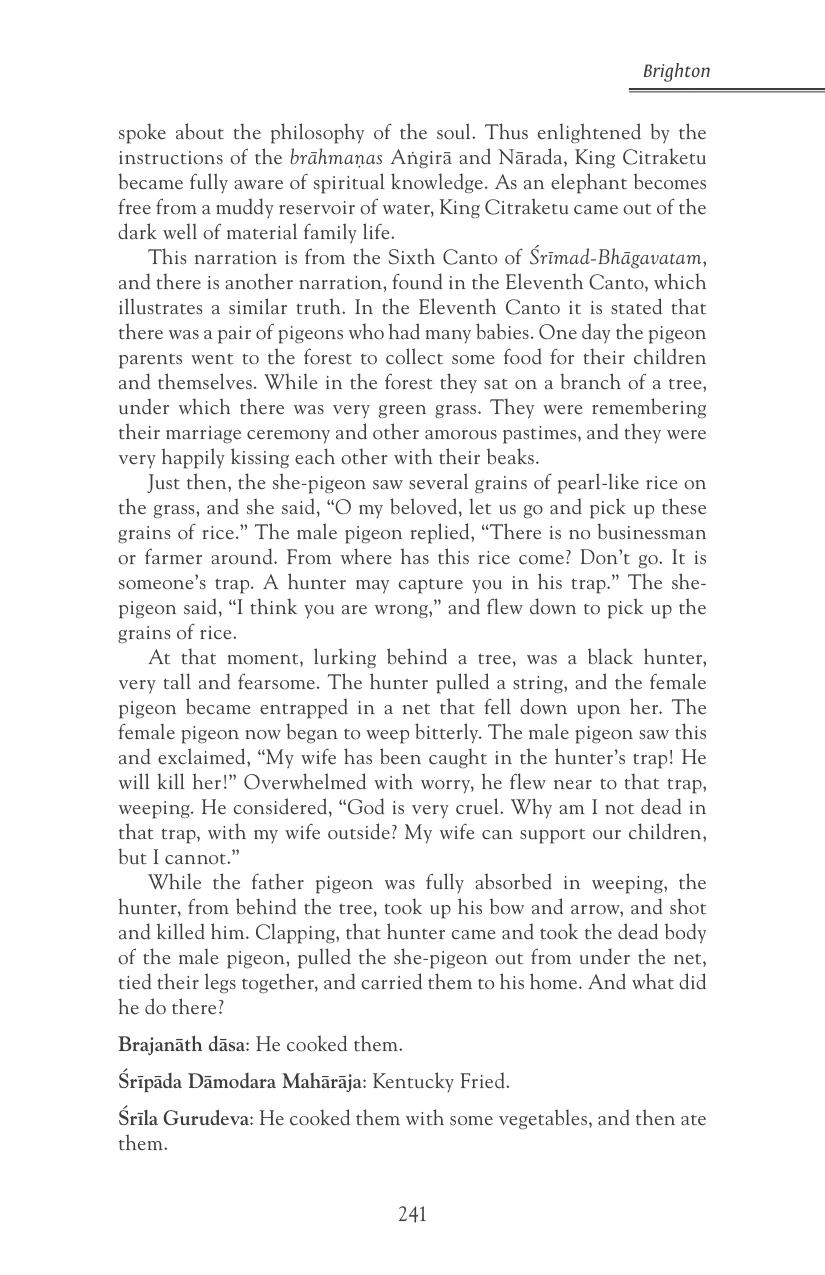 Brighton
spoke about the philosophy of the soul. Thus enlightened by the
instructions of the brāhmaṇas Aṅgirā and Nārada, King Citraketu
became fully aware of spiritual knowledge. As an elephant becomes
free from a muddy reservoir of water, King Citraketu came out of the
dark well of material family life.
This narration is from the Sixth Canto of Śrīmad-Bhāgavatam,
and there is another narration, found in the Eleventh Canto, which
illustrates a similar truth. In the Eleventh Canto it is stated that
there was a pair of pigeons who had many babies. One day the pigeon
parents went to the forest to collect some food for their children
and themselves. While in the forest they sat on a branch of a tree,
under which there was very green grass. They were remembering
their marriage ceremony and other amorous pastimes, and they were
very happily kissing each other with their beaks.
Just then, the she-pigeon saw several grains of pearl-like rice on
the grass, and she said, “O my beloved, let us go and pick up these
grains of rice.” The male pigeon replied, “There is no businessman
or farmer around. From where has this rice come? Don’t go. It is
someone’s trap. A hunter may capture you in his trap.” The she-
pigeon said, “I think you are wrong,” and flew down to pick up the
grains of rice.
At that moment, lurking behind a tree, was a black hunter,
very tall and fearsome. The hunter pulled a string, and the female
pigeon became entrapped in a net that fell down upon her. The
female pigeon now began to weep bitterly. The male pigeon saw this
and exclaimed, “My wife has been caught in the hunter’s trap! He
will kill her!” Overwhelmed with worry, he flew near to that trap,
weeping. He considered, “God is very cruel. Why am I not dead in
that trap, with my wife outside? My wife can support our children,
but I cannot.”
While the father pigeon was fully absorbed in weeping, the
hunter, from behind the tree, took up his bow and arrow, and shot
and killed him. Clapping, that hunter came and took the dead body
of the male pigeon, pulled the she-pigeon out from under the net,
tied their legs together, and carried them to his home. And what did
he do there?
Brajanāth dāsa: He cooked them.
Śrīpāda Dāmodara Mahārāja: Kentucky Fried.
Śrīla Gurudeva: He cooked them with some vegetables, and then ate
them.
241